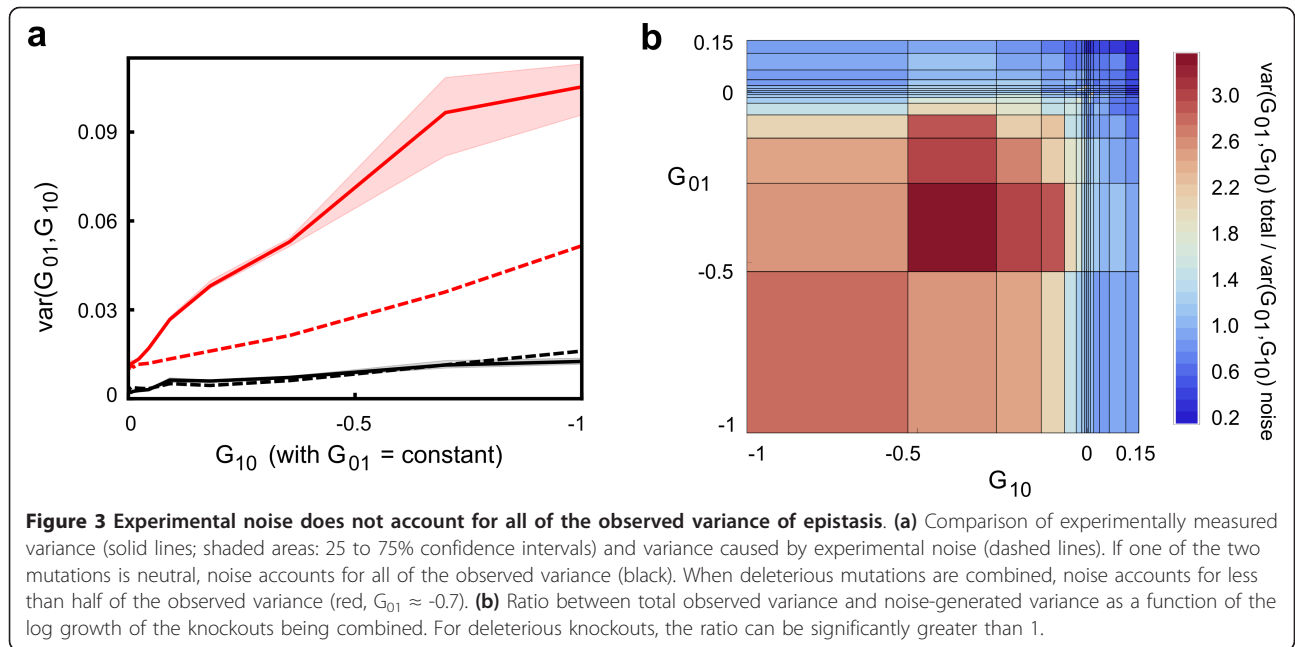 a
0.09
0.06
0.03
0
var(G01,G10)
0 -0.5 -1
G10 (with G01 = constant)
b
0.15
0
G01
-0.5
-1
-1 -0.5 0 0.15
G10
3.0
2.6
2.2
1.8
1.4
1.0
0.6
0.2
var(G01,G10) total / var(G01,G10) noise
Figure 3 Experimental noise does not account for all of the observed variance of epistasis. (a) Comparison of experimentally measured
variance (solid lines; shaded areas: 25 to 75% confidence intervals) and variance caused by experimental noise (dashed lines). If one of the two
mutations is neutral, noise accounts for all of the observed variance (black). When deleterious mutations are combined, noise accounts for less
than half of the observed variance (red, G01 ≈ -0.7). (b) Ratio between total observed variance and noise-generated variance as a function of the
log growth of the knockouts being combined. For deleterious knockouts, the ratio can be significantly greater than 1.